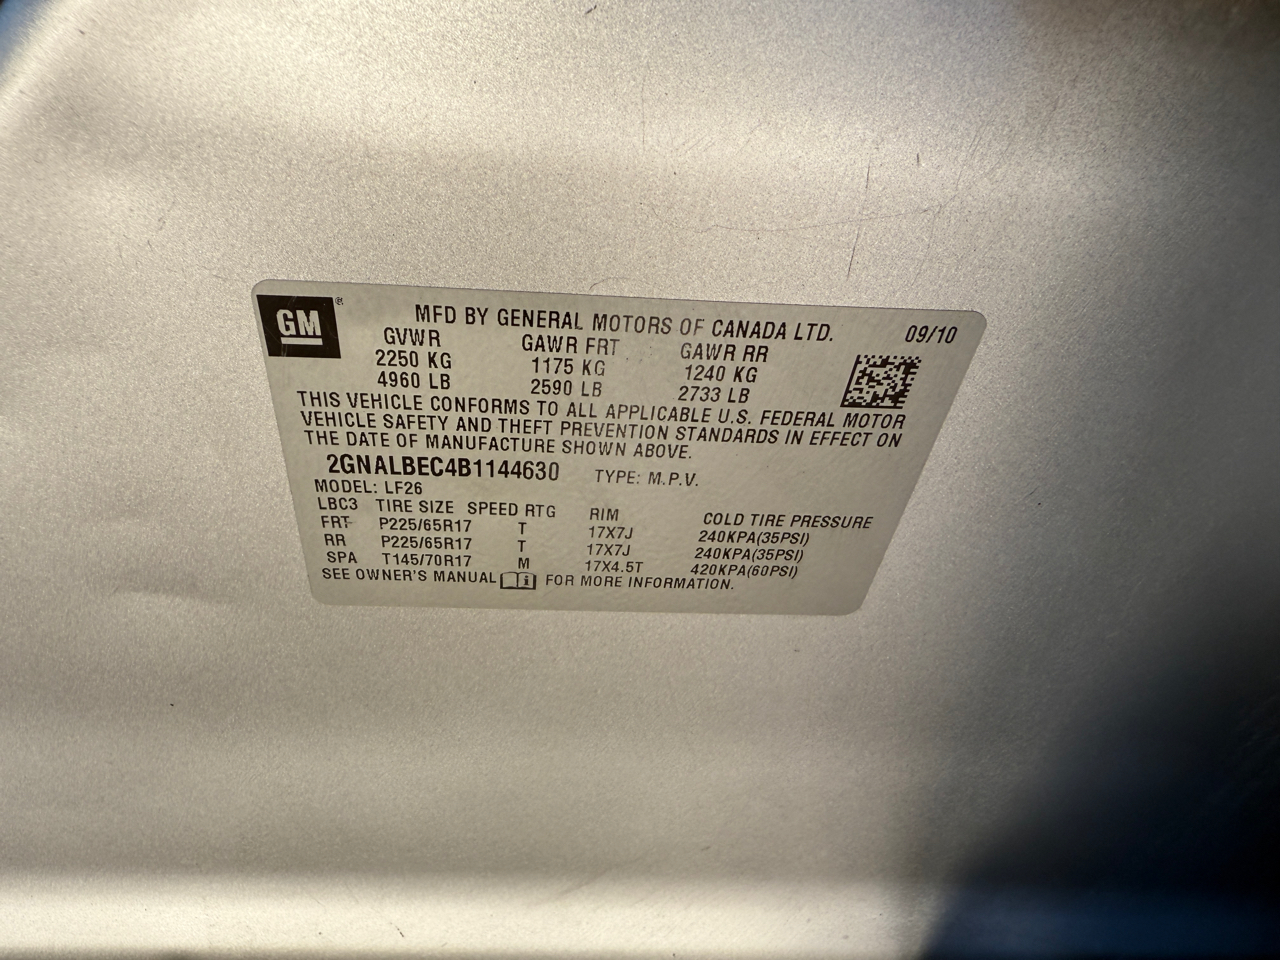 GM ®
MFD BY GENERAL MOTORS OF CANADA LTD. 09/10
GVWR GAWR FRT GAWR RR
2250 KG 1175 KG 1240 KG
4960 LB 2590 LB 2733 LB
THIS VEHICLE CONFORMS TO ALL APPLICABLE U.S. FEDERAL MOTOR
VEHICLE SAFETY AND THEFT PREVENTION STANDARDS IN EFFECT ON
THE DATE OF MANUFACTURE SHOWN ABOVE.
2GNALBEC4B1144630 TYPE: M.P.V.
MODEL: LF26
LBC3 TIRE SIZE SPEED RTG RIM COLD TIRE PRESSURE
FRT P225/65R17 T 17X7J 240KPA(35PSI)
RR P225/65R17 T 17X7J 240KPA(35PSI)
SPA T145/70R17 M 17X4.5T 420KPA(60PSI)
SEE OWNER'S MANUAL i FOR MORE INFORMATION.